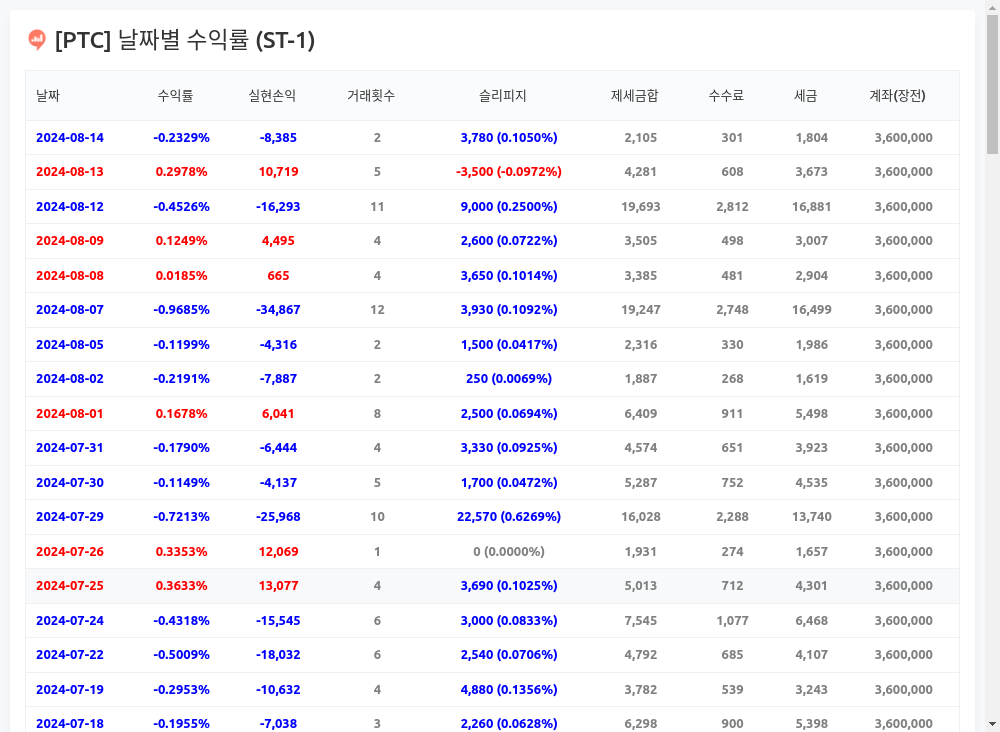 [PTC] 날짜별 수익률 (ST-1)
날짜 수익률 실현손익 거래횟수 슬리피지 제세금합 수수료 세금 계좌(장전)
2024-08-14 -0.2329% -8,385 2 3,780 (0.1050%) 2,105 301 1,804 3,600,000
2024-08-13 0.2978% 10,719 5 -3,500 (-0.0972%) 4,281 608 3,673 3,600,000
2024-08-12 -0.4526% -16,293 11 9,000 (0.2500%) 19,693 2,812 16,881 3,600,000
2024-08-09 0.1249% 4,495 4 2,600 (0.0722%) 3,505 498 3,007 3,600,000
2024-08-08 0.0185% 665 4 3,650 (0.1014%) 3,385 481 2,904 3,600,000
2024-08-07 -0.9685% -34,867 12 3,930 (0.1092%) 19,247 2,748 16,499 3,600,000
2024-08-05 -0.1199% -4,316 2 1,500 (0.0417%) 2,316 330 1,986 3,600,000
2024-08-02 -0.2191% -7,887 2 250 (0.0069%) 1,887 268 1,619 3,600,000
2024-08-01 0.1678% 6,041 8 2,500 (0.0694%) 6,409 911 5,498 3,600,000
2024-07-31 -0.1790% -6,444 4 3,330 (0.0925%) 4,574 651 3,923 3,600,000
2024-07-30 -0.1149% -4,137 5 1,700 (0.0472%) 5,287 752 4,535 3,600,000
2024-07-29 -0.7213% -25,968 10 22,570 (0.6269%) 16,028 2,288 13,740 3,600,000
2024-07-26 0.3353% 12,069 1 0 (0.0000%) 1,931 274 1,657 3,600,000
2024-07-25 0.3633% 13,077 4 3,690 (0.1025%) 5,013 712 4,301 3,600,000
2024-07-24 -0.4318% -15,545 6 3,000 (0.0833%) 7,545 1,077 6,468 3,600,000
2024-07-22 -0.5009% -18,032 6 2,540 (0.0706%) 4,792 685 4,107 3,600,000
2024-07-19 -0.2953% -10,632 4 4,880 (0.1356%) 3,782 539 3,243 3,600,000
2024-07-18 -0.1955% -7,038 3 2,260 (0.0628%) 6,298 900 5,398 3,600,000